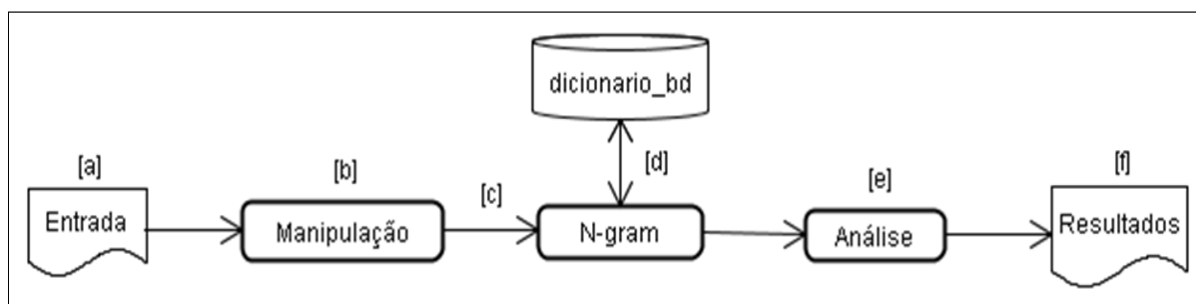 dicionario_bd
[a]
[b]
[c]
[d]
[e]
[f]
Entrada
Manipulação
N-gram
Análise
Resultados